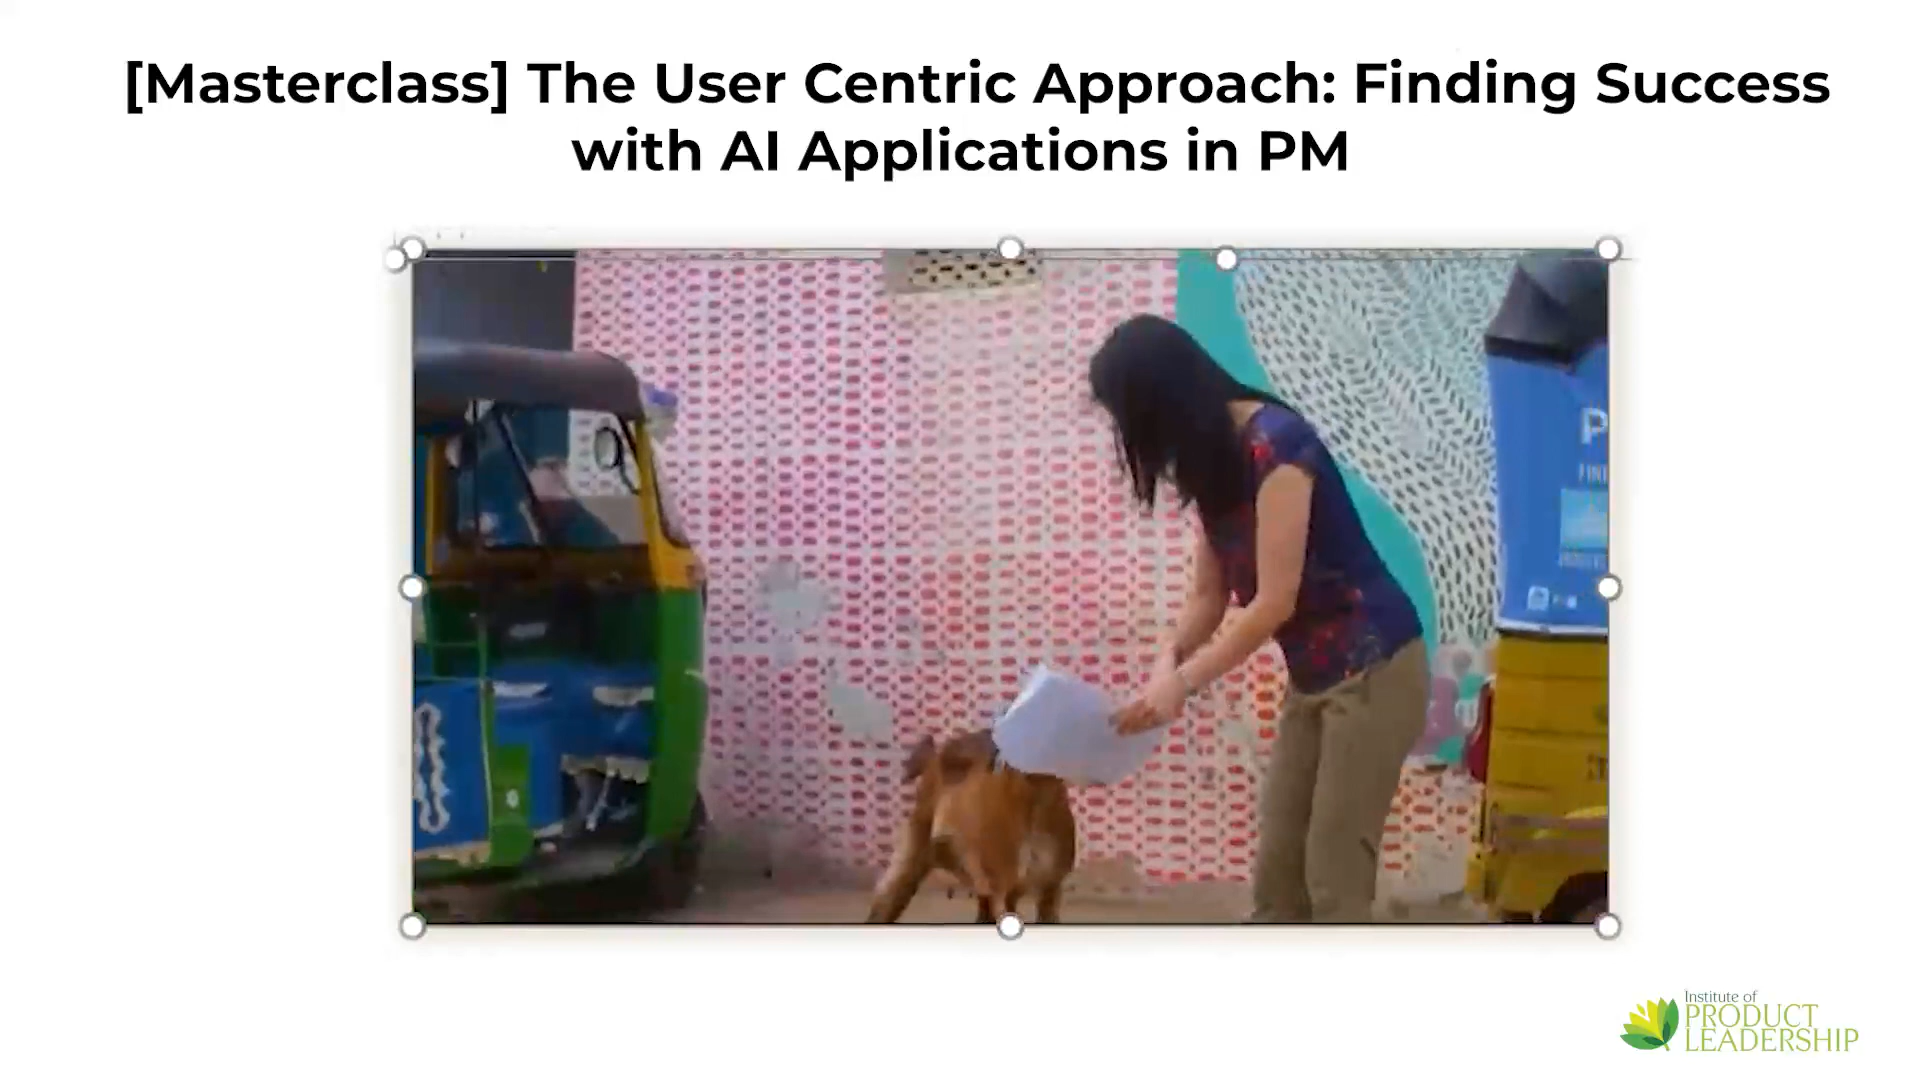 [Masterclass] The User Centric Approach: Finding Success
with AI Applications in PM
P
Institute of
PRODUCT
LEADERSHIP